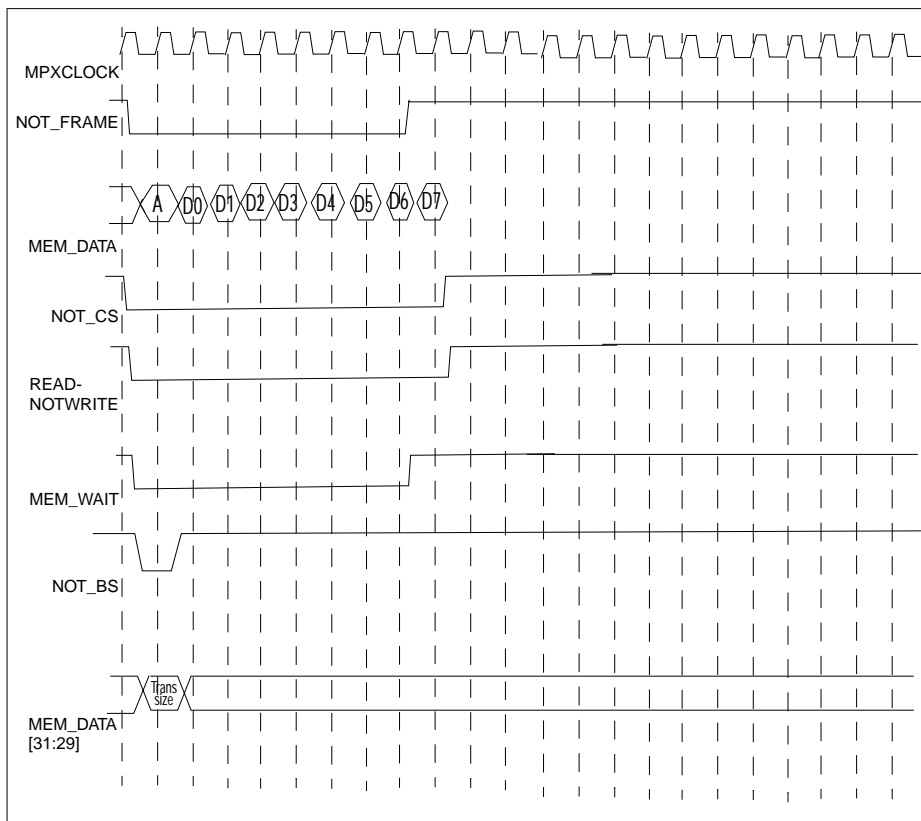 MPXCLOCK
NOT_FRAME
A D0 D1 D2 D3 D4 D5 D6 D7
MEM_DATA
NOT_CS
READ-
NOTWRITE
MEM_WAIT
NOT_BS
Trans
size
MEM_DATA
[31:29]